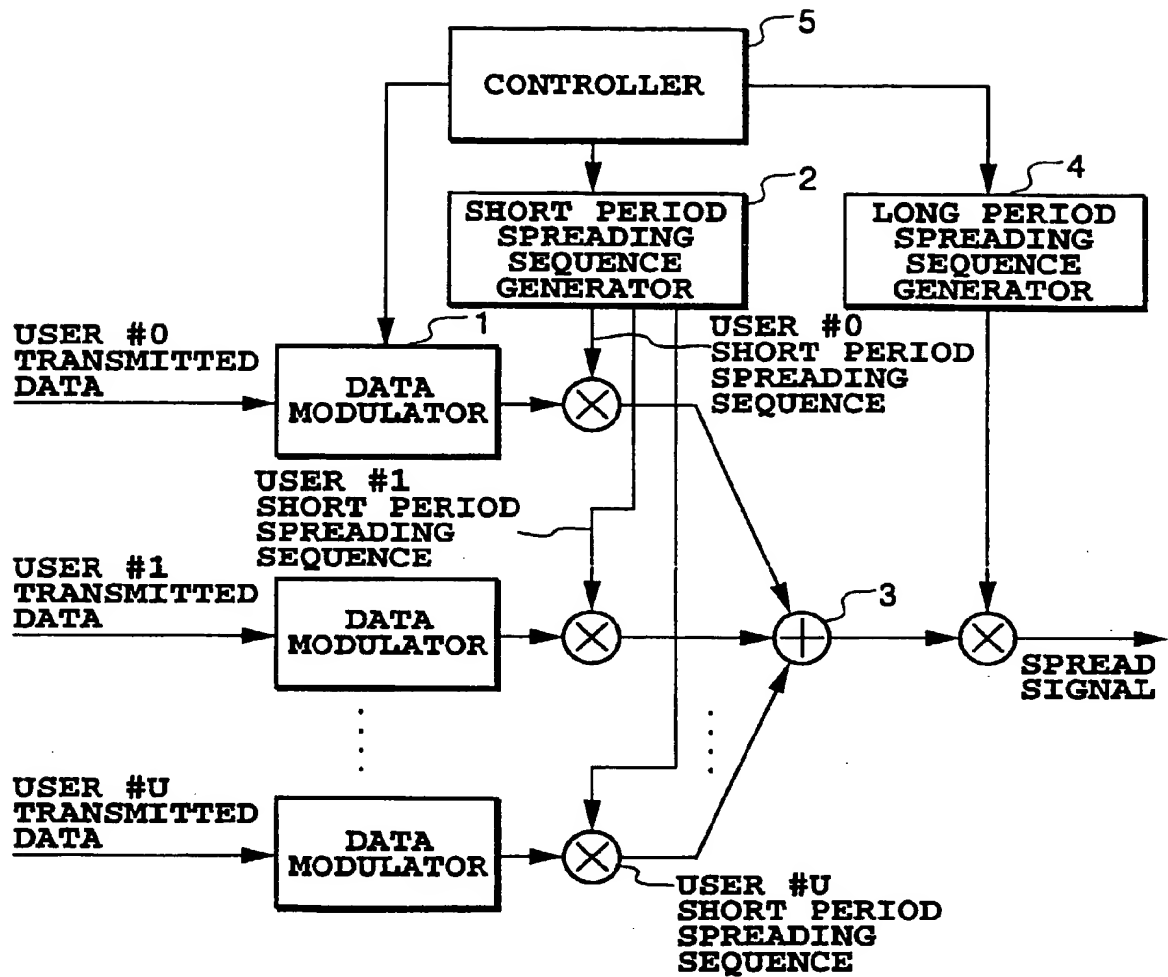 5
CONTROLLER
2
4
SHORT PERIOD
SPREADING
SEQUENCE
GENERATOR
LONG PERIOD
SPREADING
SEQUENCE
GENERATOR
USER #0
TRANSMITTED
DATA
1
DATA
MODULATOR
USER #0
SHORT PERIOD
SPREADING
SEQUENCE
USER #1
SHORT PERIOD
SPREADING
SEQUENCE
USER #1
TRANSMITTED
DATA
DATA
MODULATOR
3
SPREAD
SIGNAL
USER #U
TRANSMITTED
DATA
DATA
MODULATOR
USER #U
SHORT PERIOD
SPREADING
SEQUENCE